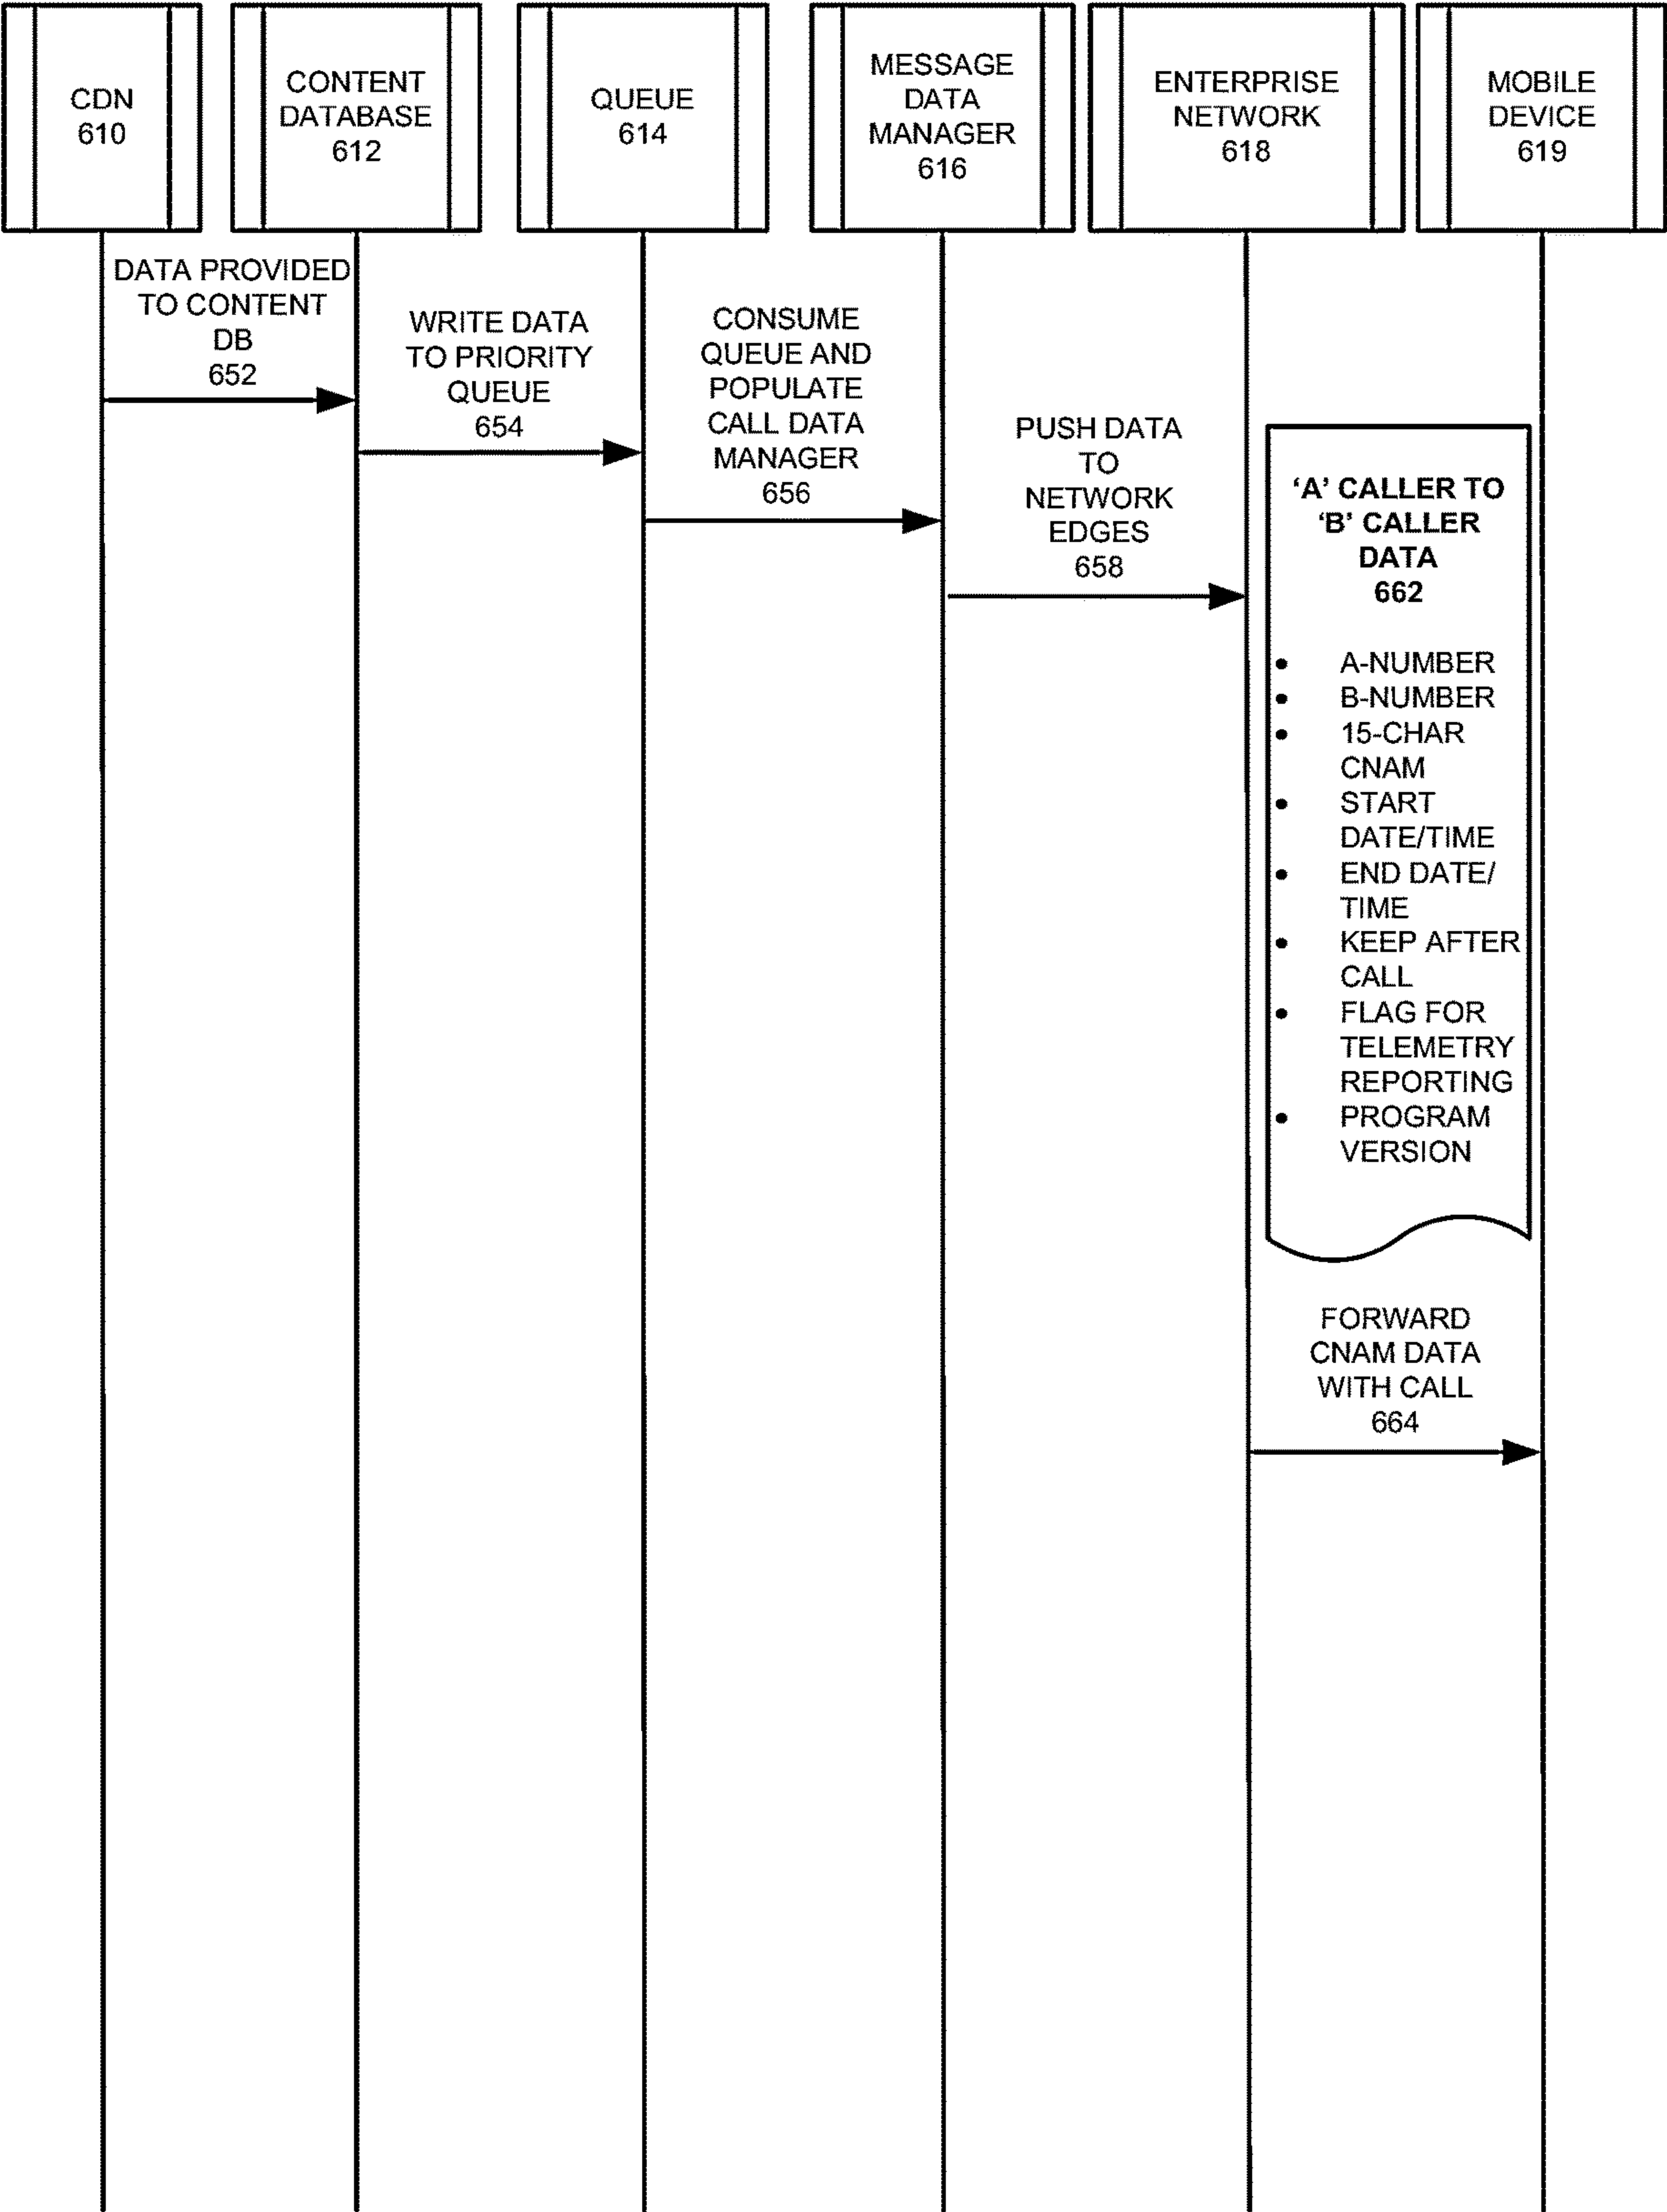 CDN
610
CONTENT
DATABASE
612
QUEUE
614
MESSAGE
DATA
MANAGER
616
ENTERPRISE
NETWORK
618
MOBILE
DEVICE
619
DATA PROVIDED
TO CONTENT
DB
652
WRITE DATA
TO PRIORITY
QUEUE
654
CONSUME
QUEUE AND
POPULATE
CALL DATA
MANAGER
656
PUSH DATA
TO
NETWORK
EDGES
658
‘A’ CALLER TO
‘B’ CALLER
DATA
662
• A-NUMBER
• B-NUMBER
• 15-CHAR
CNAM
• START
DATE/TIME
• END DATE/
TIME
• KEEP AFTER
CALL
• FLAG FOR
TELEMETRY
REPORTING
• PROGRAM
VERSION
FORWARD
CNAM DATA
WITH CALL
664